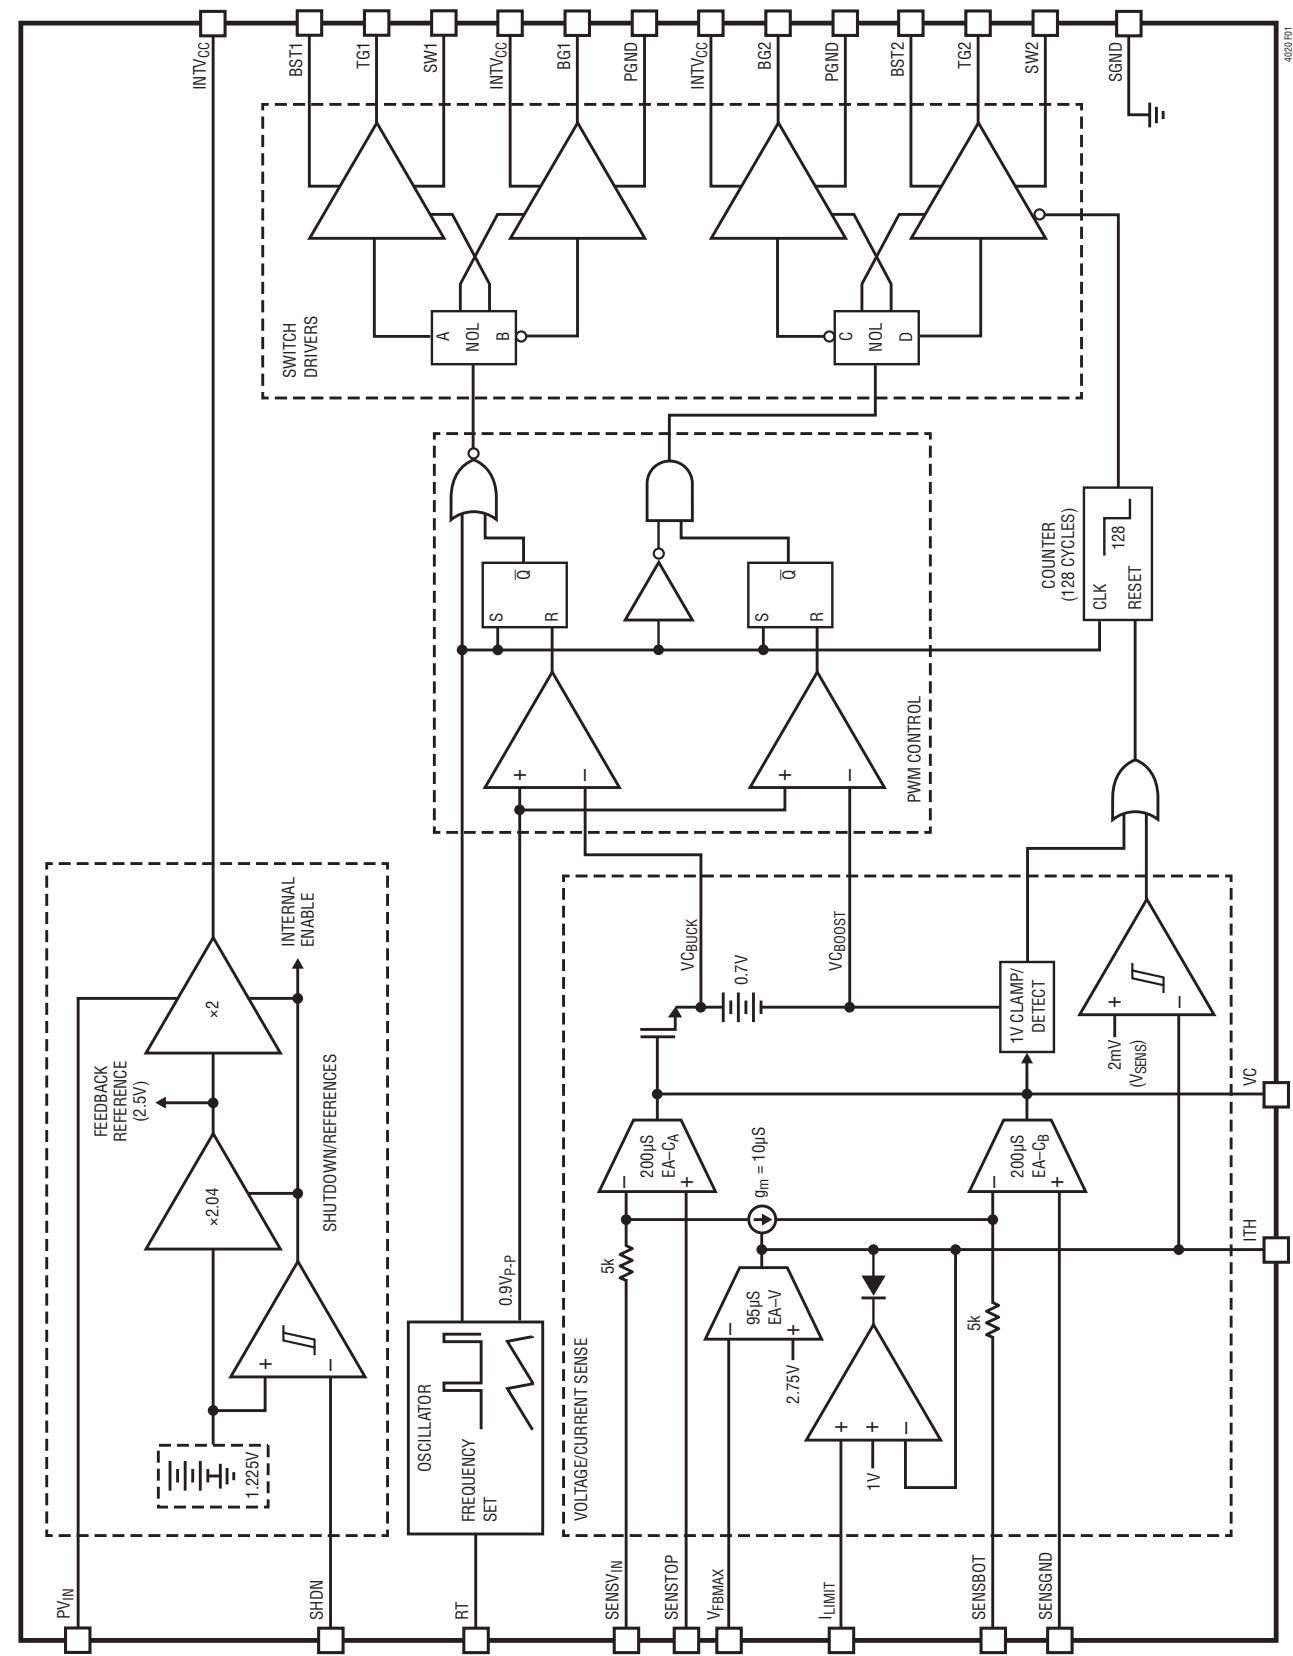 PVIN
SHDN
RT
SENSVIN
SENSTOP
VFBMAX
ILIMIT
SENSBOT
SENSGND
1.225V
+
–
×2.04
FEEDBACK
REFERENCE
(2.5V)
×2
INTERNAL
ENABLE
SHUTDOWN/REFERENCES
OSCILLATOR
FREQUENCY
SET
0.9VP-P
VOLTAGE/CURRENT SENSE
5k
–
+
200µS
EA–CA
–
+
95µS
EA–V
2.75V
gm = 10µS
+
+
–
1V
5k
–
+
200µS
EA–CB
VCBUCK
0.7V
VCBOOST
1V CLAMP/
DETECT
2mV
(VSENS)
+
–
VC
ITH
PWM CONTROL
+
–
+
–
S
R
Q
S
R
Q
COUNTER
(128 CYCLES)
CLK
RESET
128
SWITCH
DRIVERS
A
NOL
B
C
NOL
D
INTVCC
BST1
TG1
SW1
INTVCC
BG1
PGND
INTVCC
BG2
PGND
BST2
TG2
SW2
SGND
4020 F01